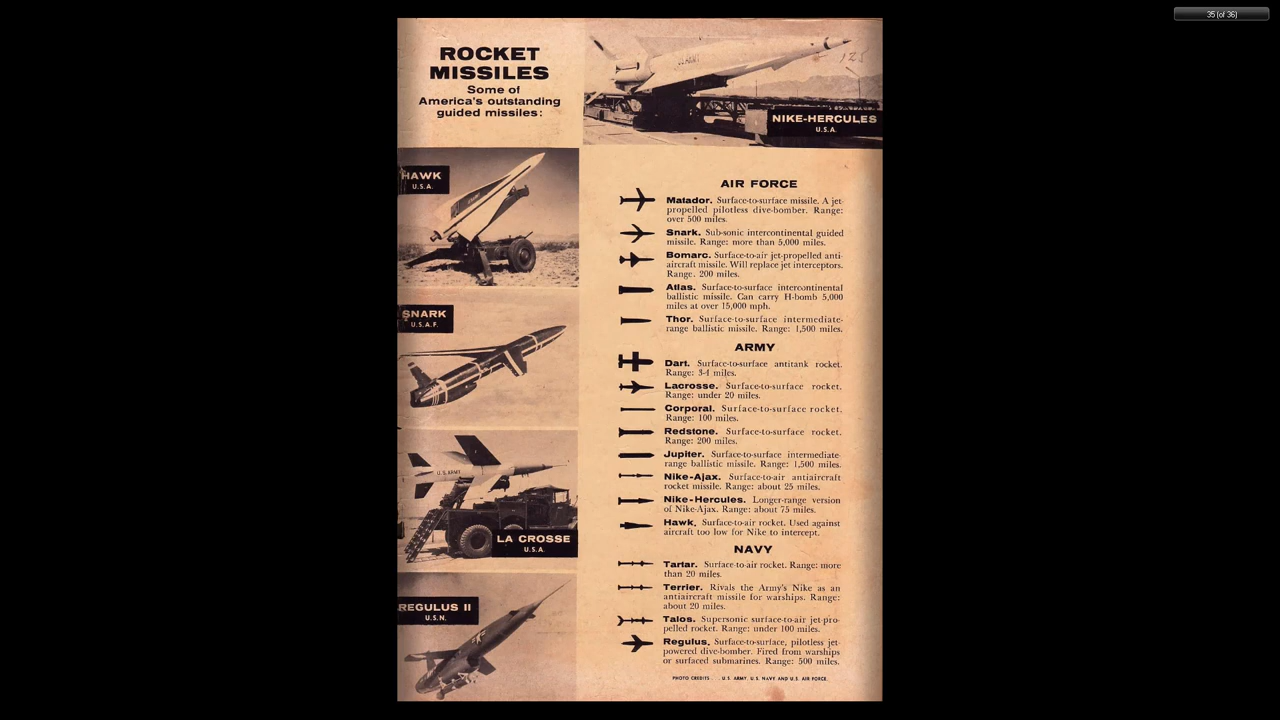 35 (of 36)
ROCKET
MISSILES
Some of
America's outstanding
guided missiles:
125
U.S. ARMY
NIKE-HERCULES
U.S.A.
HAWK
U.S.A.
SNARK
U.S.A.F.
U.S. ARMY
LA CROSSE
U.S.A.
REGULUS II
U.S.N.
AIR FORCE
Matador. Surface-to-surface missile. A jet-
propelled pilotless dive-bomber. Range:
over 500 miles.
Snark. Sub-sonic intercontinental guided
missile. Range: more than 5,000 miles.
Bomarc. Surface-to-air jet-propelled anti-
aircraft missile. Will replace jet interceptors.
Range. 200 miles.
Atlas. Surface-to-surface intercontinental
ballistic missile. Can carry H-bomb 5,000
miles at over 15,000 mph.
Thor. Surface-to-surface intermediate-
range ballistic missile. Range: 1,500 miles.
ARMY
Dart. Surface-to-surface antitank rocket.
Range: 3-4 miles.
Lacrosse. Surface-to-surface rocket.
Range: under 20 miles.
Corporal. Surface-to-surface rocket.
Range: 100 miles.
Redstone. Surface-to-surface rocket.
Range: 200 miles.
Jupiter. Surface-to-surface intermediate-
range ballistic missile. Range: 1,500 miles.
Nike-Ajax. Surface-to-air antiaircraft
rocket missile. Range: about 25 miles.
Nike-Hercules. Longer-range version
of Nike-Ajax. Range: about 75 miles.
Hawk. Surface-to-air rocket. Used against
aircraft too low for Nike to intercept.
NAVY
Tartar. Surface-to-air rocket. Range: more
than 20 miles.
Terrier. Rivals the Army's Nike as an
antiaircraft missile for warships. Range:
about 20 miles.
Talos. Supersonic surface-to-air jet-pro-
pelled rocket. Range: under 100 miles.
Regulus. Surface-to-surface, pilotless jet-
powered dive-bomber. Fired from warships
or surfaced submarines. Range: 500 miles.
PHOTO CREDITS . . . U.S. ARMY, U.S. NAVY AND U.S. AIR FORCE.